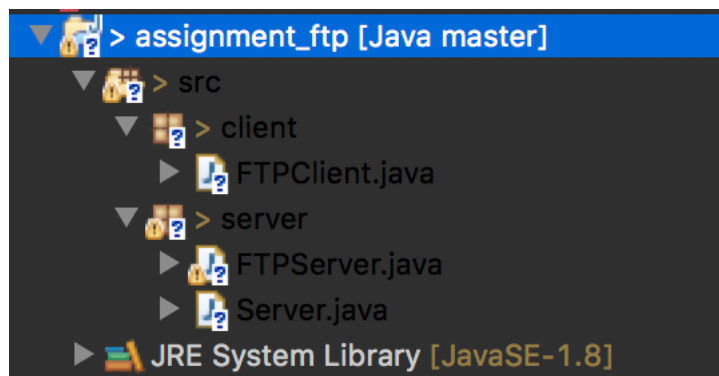 > assignment_ftp [Java master]
> src
> client
FTPClient.java
> server
FTPServer.java
Server.java
JRE System Library [JavaSE-1.8]